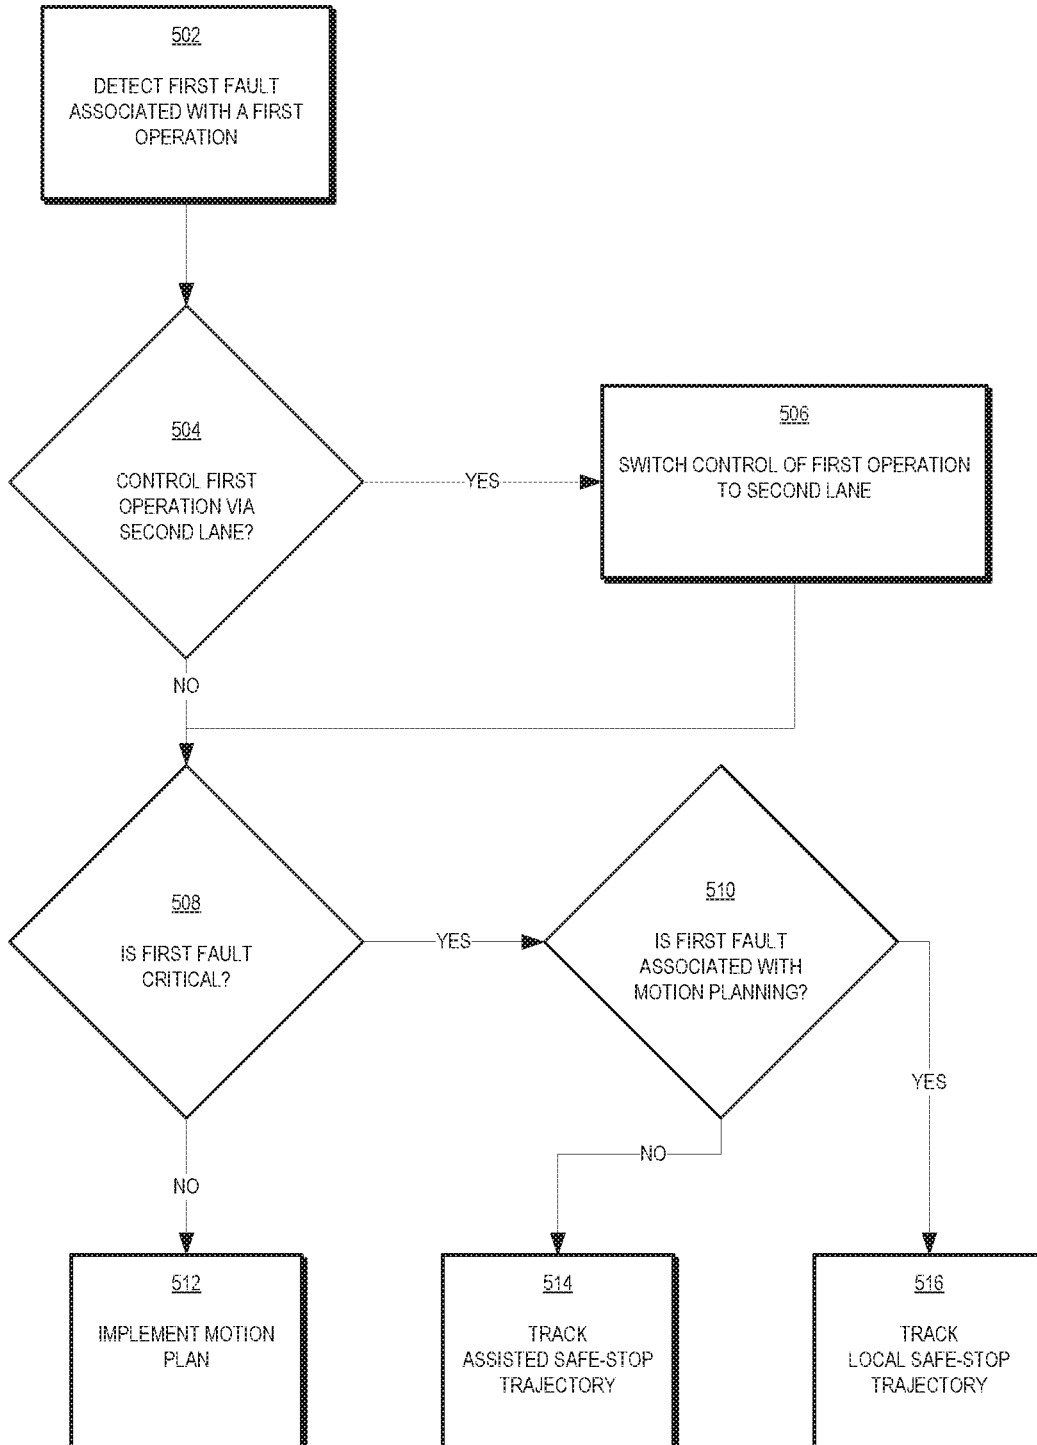 502
DETECT FIRST FAULT
ASSOCIATED WITH A FIRST
OPERATION
504
CONTROL FIRST
OPERATION VIA
SECOND LANE?
YES
506
SWITCH CONTROL OF FIRST OPERATION
TO SECOND LANE
NO
508
IS FIRST FAULT
CRITICAL?
YES
510
IS FIRST FAULT
ASSOCIATED WITH
MOTION PLANNING?
YES
NO
NO
512
IMPLEMENT MOTION
PLAN
514
TRACK
ASSISTED SAFE-STOP
TRAJECTORY
516
TRACK
LOCAL SAFE-STOP
TRAJECTORY